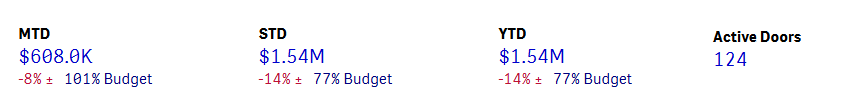 MTD
$608.0K
-8% ± 101% Budget
STD
$1.54M
-14% ± 77% Budget
YTD
$1.54M
-14% ± 77% Budget
Active Doors
124